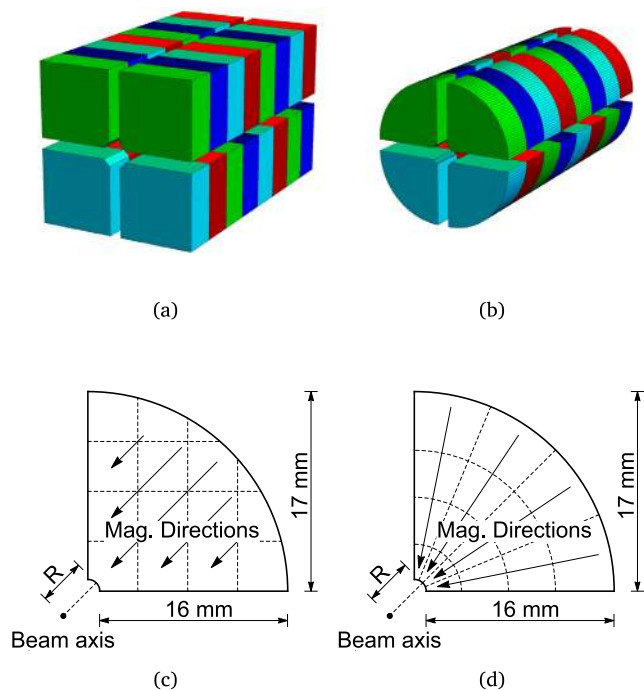 (a)
(b)
Mag. Directions
R
Beam axis
16 mm
17 mm
(c)
Mag. Directions
R
Beam axis
16 mm
17 mm
(d)